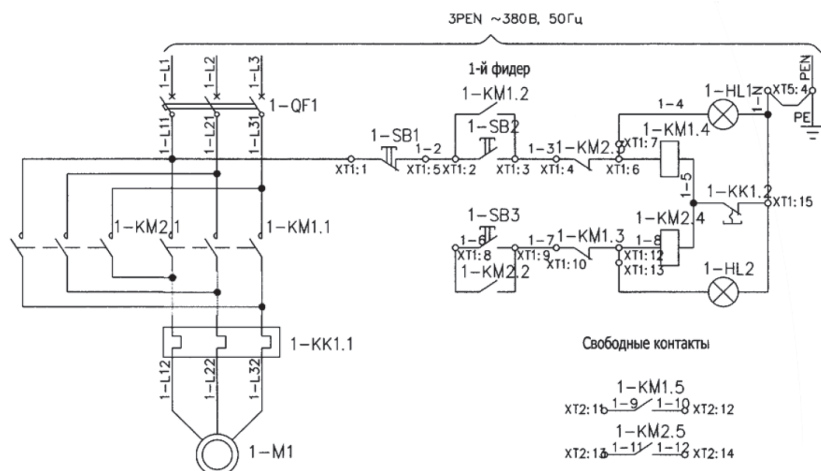 3PEN ~380В, 50Гц
1-L1
1-L2
1-L3
1-й фидер
1-QF1
1-L11
1-L21
1-L31
1-KM1.2
1-SB1
1-2
1-SB2
XT1:1
XT1:5
XT1:2
XT1:3
1-3
XT1:4
1-KM2.3
XT1:6
XT1:7
1-4
1-HL1
1-KM1.4
1-N
XT5:4
PEN
PE
1-5
1-KK1.2
XT1:15
1-KM2.1
1-KM1.1
1-SB3
1-6
XT1:8
1-KM2.2
XT1:9
1-7
XT1:10
1-KM1.3
1-8
XT1:12
XT1:13
1-KM2.4
1-HL2
1-KK1.1
1-L12
1-L22
1-L32
1-M1
Свободные контакты
1-KM1.5
XT2:11
1-9
1-10
XT2:12
1-KM2.5
XT2:13
1-11
1-12
XT2:14